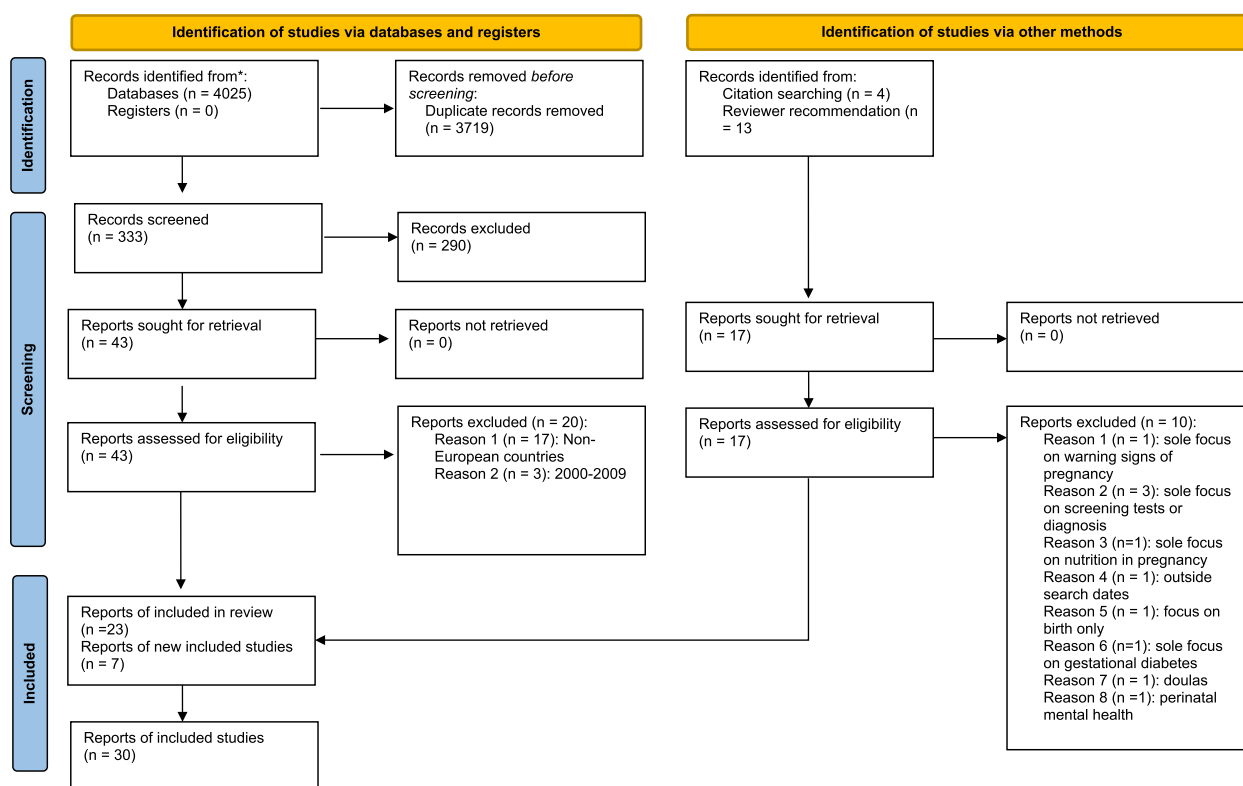 Identification of studies via databases and registers
Identification of studies via other methods
Identification
Records identified from*:
Databases (n = 4025)
Registers (n = 0)
Records removed before
screening:
Duplicate records removed
(n = 3719)
Records identified from:
Citation searching (n = 4)
Reviewer recommendation (n
= 13
Screening
Records screened
(n = 333)
Records excluded
(n = 290)
Reports sought for retrieval
(n = 43)
Reports not retrieved
(n = 0)
Reports sought for retrieval
(n = 17)
Reports not retrieved
(n = 0)
Reports assessed for eligibility
(n = 43)
Reports excluded (n = 20):
Reason 1 (n = 17): Non-
European countries
Reason 2 (n = 3): 2000-2009
Reports assessed for eligibility
(n = 17)
Reports excluded (n = 10):
Reason 1 (n = 1): sole focus
on warning signs of
pregnancy
Reason 2 (n = 3): sole focus
on screening tests or
diagnosis
Reason 3 (n=1): sole focus
on nutrition in pregnancy
Reason 4 (n = 1): outside
search dates
Reason 5 (n = 1): focus on
birth only
Reason 6 (n=1): sole focus
on gestational diabetes
Reason 7 (n = 1): doulas
Reason 8 (n =1): perinatal
mental health
Included
Reports of included in review
(n =23)
Reports of new included studies
(n = 7)
Reports of included studies
(n = 30)